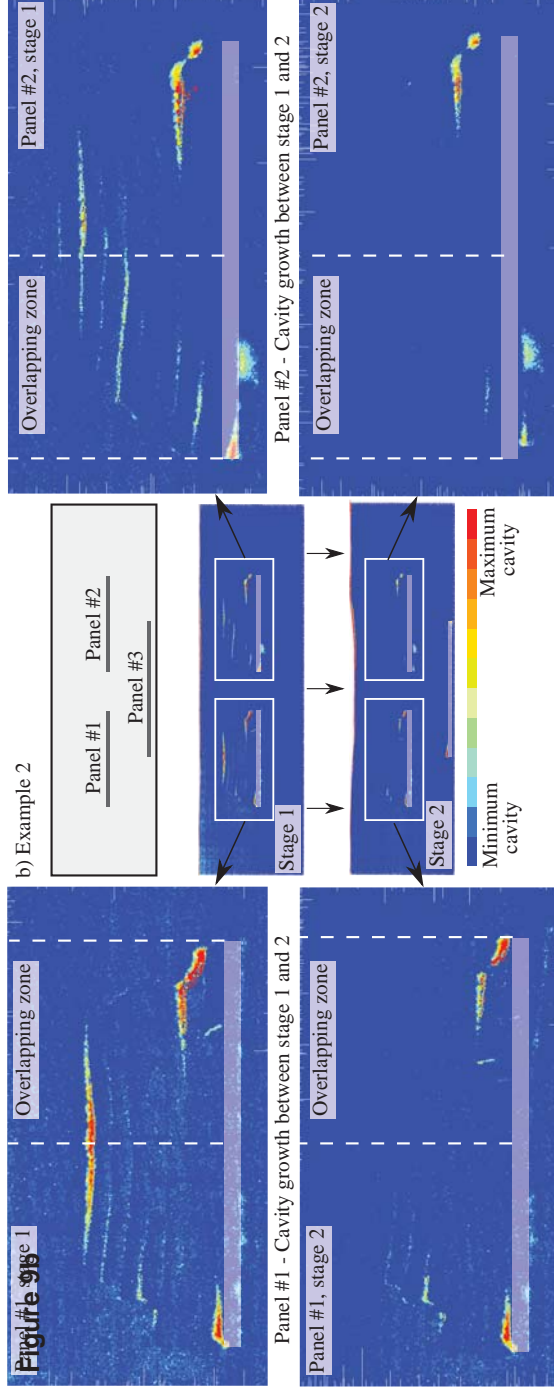 Figure 9b
b) Example 2
Panel #1
Panel #2
Panel #3
Panel #1, stage 1
Overlapping zone
Panel #1 - Cavity growth between stage 1 and 2
Panel #1, stage 2
Overlapping zone
Stage 1
Stage 2
Minimum
cavity
Maximum
cavity
Overlapping zone
Panel #2, stage 1
Panel #2 - Cavity growth between stage 1 and 2
Overlapping zone
Panel #2, stage 2